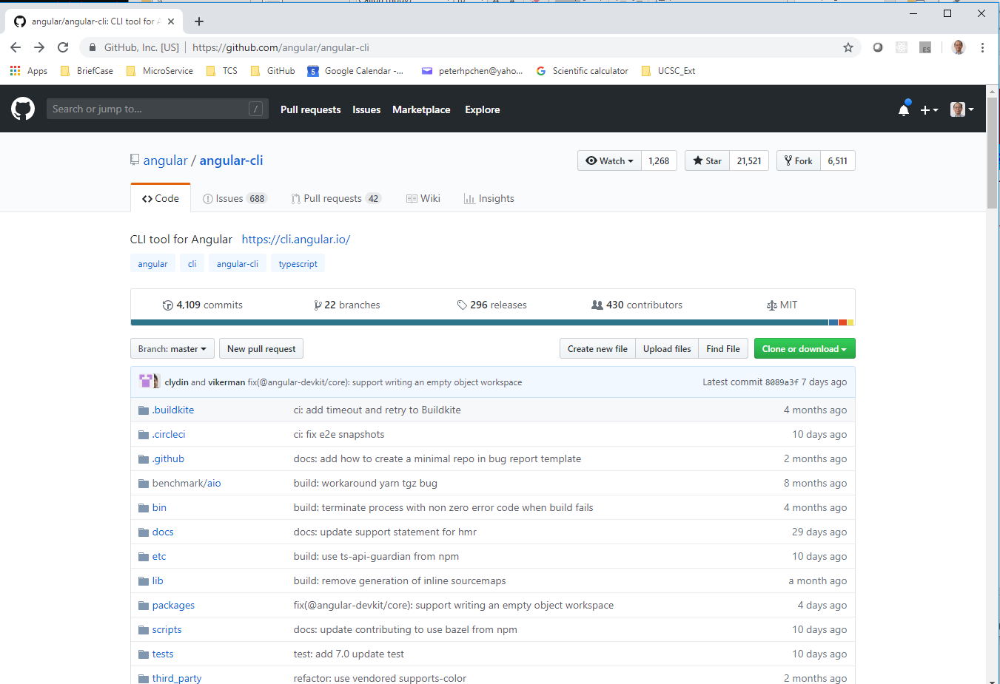 angular/angular-cli: CLI tool for A
GitHub, Inc. [US] | https://github.com/angular/angular-cli
Apps BriefCase MicroService TCS GitHub 5 Google Calendar -... peterhpchen@yaho... Scientific calculator UCSC_Ext
Search or jump to... / Pull requests Issues Marketplace Explore
angular / angular-cli Watch 1,268 Star 21,521 Fork 6,511
Code Issues 688 Pull requests 42 Wiki Insights
CLI tool for Angular https://cli.angular.io/
angular cli angular-cli typescript
4,109 commits 22 branches 296 releases 430 contributors MIT
Branch: master New pull request Create new file Upload files Find File Clone or download
clydin and vikerman fix(@angular-devkit/core): support writing an empty object workspace Latest commit 8089a3f 7 days ago
.buildkite ci: add timeout and retry to Buildkite 4 months ago
.circleci ci: fix e2e snapshots 10 days ago
.github docs: add how to create a minimal repo in bug report template 2 months ago
benchmark/aio build: workaround yarn tgz bug 8 months ago
bin build: terminate process with non zero error code when build fails 4 months ago
docs docs: update support statement for hmr 29 days ago
etc build: use ts-api-guardian from npm 10 days ago
lib build: remove generation of inline sourcemaps a month ago
packages fix(@angular-devkit/core): support writing an empty object workspace 4 days ago
scripts docs: update contributing to use bazel from npm 10 days ago
tests test: add 7.0 update test 10 days ago
third_party refactor: use vendored supports-color 2 months ago